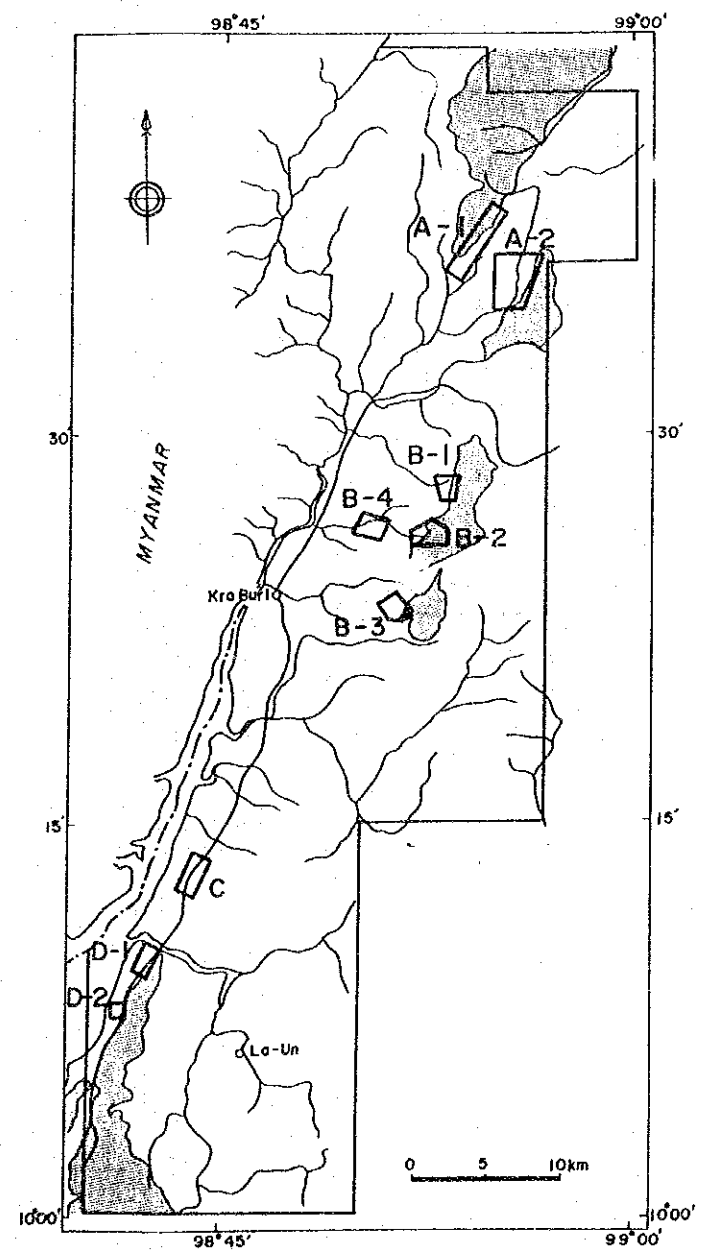 98°45′ 99°00′
A-1
A-2
30′ 30′
B-1
B-4
MYANMAR
B-2
Kra Buri
B-3
15′ 15′
C
D-1
D-2
La-Un
0 5 10km
10°00′ 10°00′
98°45′ 99°00′